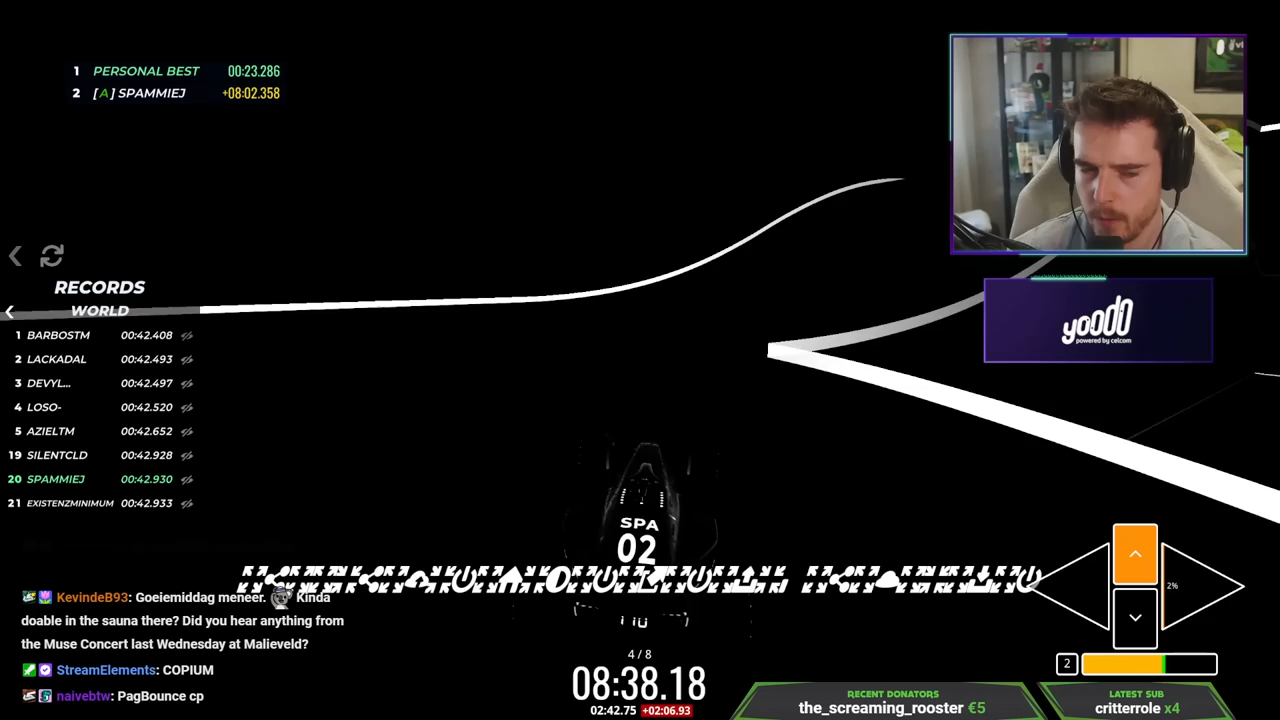 1 PERSONAL BEST 00:23.286
2 [A] SPAMMIEJ +08:02.358
RECORDS
WORLD
1 BARBOSTM 00:42.408
2 LACKADAL 00:42.493
3 DEVYL... 00:42.497
4 LOSO- 00:42.520
5 AZIELTM 00:42.652
19 SILENTCLD 00:42.928
20 SPAMMIEJ 00:42.930
21 EXISTENZMINIMUM 00:42.933
KevindeB93: Goeiemiddag meneer. Kinda
doable in the sauna there? Did you hear anything from
the Muse Concert last Wednesday at Malieveld?
StreamElements: COPIUM
naivebtw: PagBounce cp
SPA
02
4 / 8
08:38.18
02:42.75 +02:06.93
yoodo
powered by celcom
2%
2
RECENT DONATORS
the_screaming_rooster €5
LATEST SUB
critterrole x4